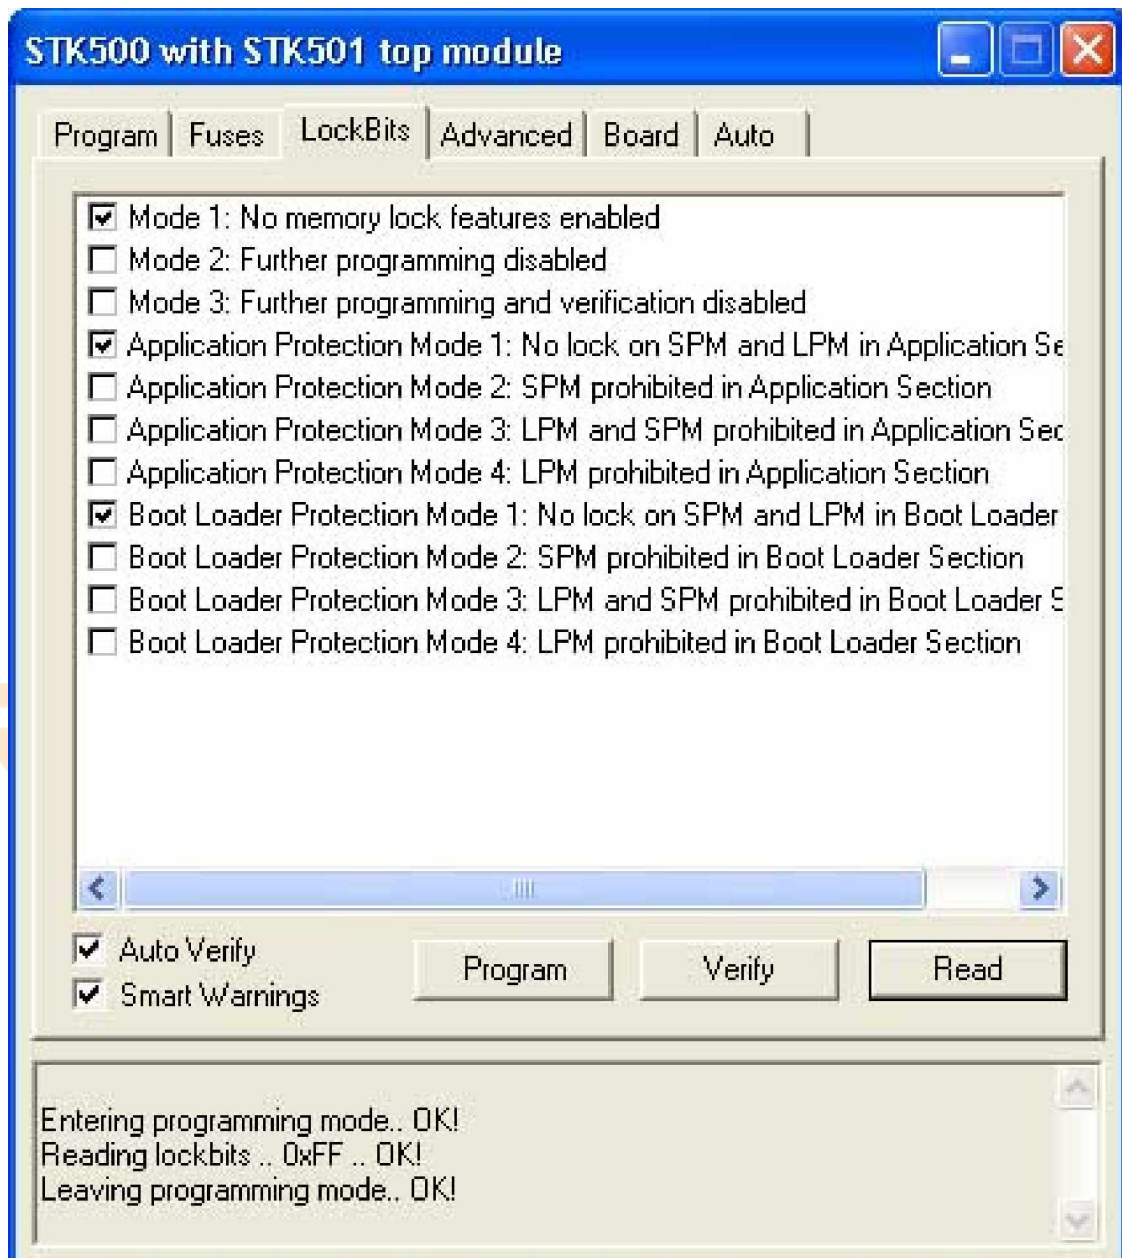 STK500 with STK501 top module
Program Fuses LockBits Advanced Board Auto
Mode 1: No memory lock features enabled
Mode 2: Further programming disabled
Mode 3: Further programming and verification disabled
Application Protection Mode 1: No lock on SPM and LPM in Application Se
Application Protection Mode 2: SPM prohibited in Application Section
Application Protection Mode 3: LPM and SPM prohibited in Application Sec
Application Protection Mode 4: LPM prohibited in Application Section
Boot Loader Protection Mode 1: No lock on SPM and LPM in Boot Loader
Boot Loader Protection Mode 2: SPM prohibited in Boot Loader Section
Boot Loader Protection Mode 3: LPM and SPM prohibited in Boot Loader S
Boot Loader Protection Mode 4: LPM prohibited in Boot Loader Section
Auto Verify
Smart Warnings
Program Verify Read
Entering programming mode.. OK!
Reading lockbits .. 0xFF .. OK!
Leaving programming mode.. OK!